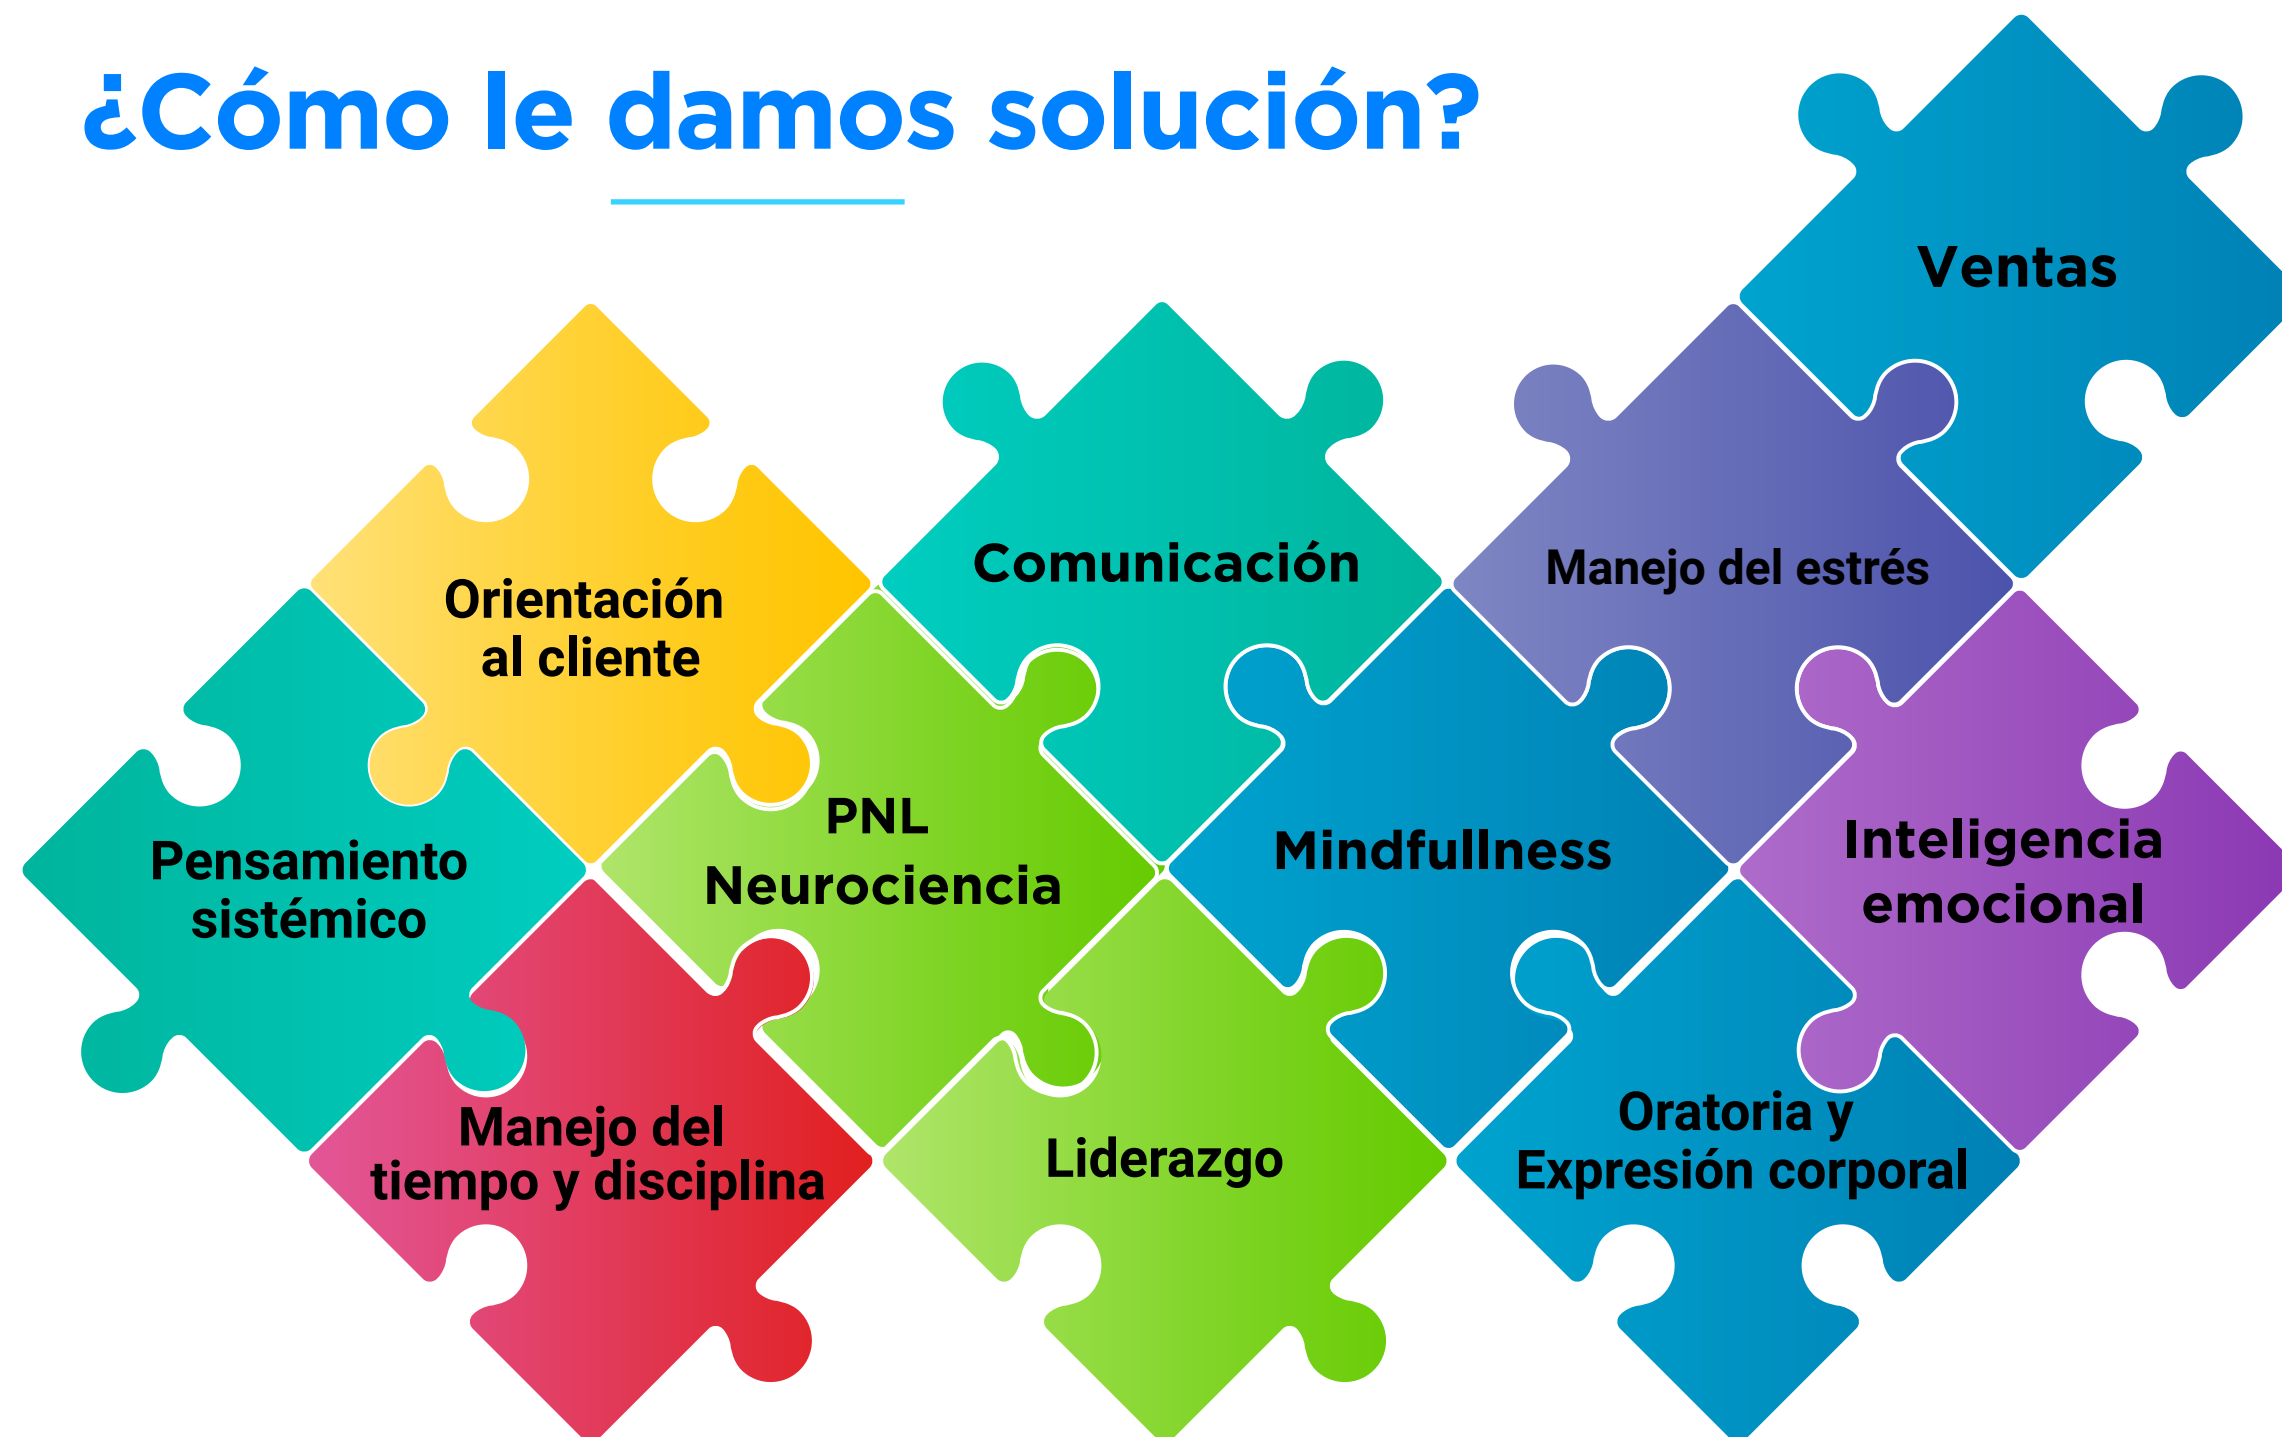 ¿Cómo le damos solución?
Ventas
Orientación
al cliente
Comunicación
Manejo del estrés
Pensamiento
sistémico
PNL
Neurociencia
Mindfullness
Inteligencia
emocional
Manejo del
tiempo y disciplina
Liderazgo
Oratoria y
Expresión corporal